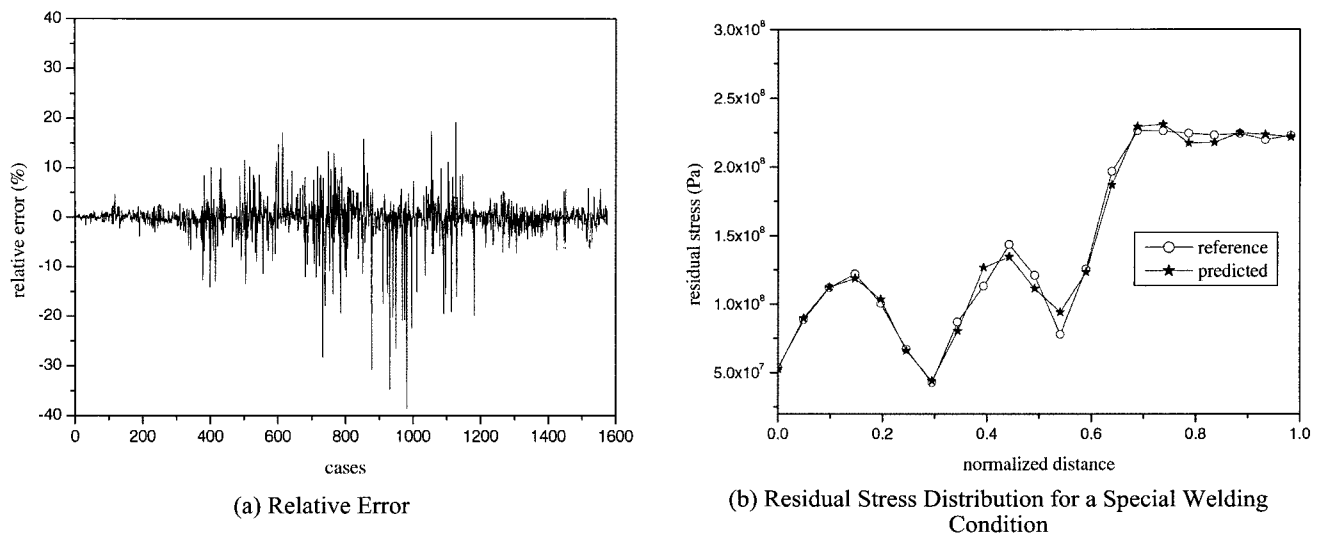 40
30
20
10
0
-10
-20
-30
-40
relative error (%)
0 200 400 600 800 1000 1200 1400 1600
cases
(a) Relative Error
3.0x10⁸
2.5x10⁸
2.0x10⁸
1.5x10⁸
1.0x10⁸
5.0x10⁷
residual stress (Pa)
reference
predicted
0.0 0.2 0.4 0.6 0.8 1.0
normalized distance
(b) Residual Stress Distribution for a Special Welding
Condition